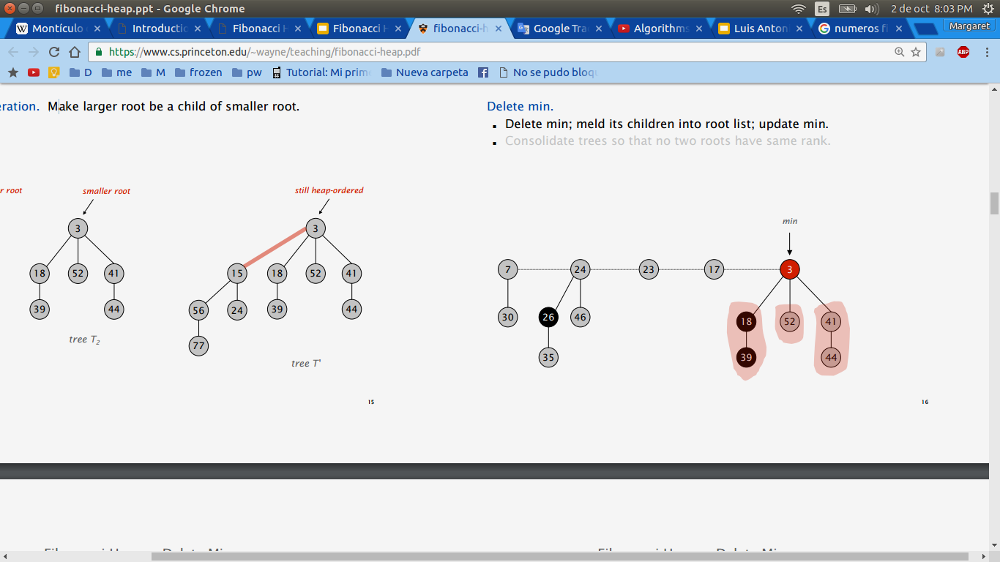 fibonacci-heap.ppt - Google Chrome
Es
2 de oct 8:03 PM
Montículo
Introductio
Fibonacci H
Fibonacci H
fibonacci-h
Google Tra
Algorithms
Luis Anton
numeros fi
Margaret
https://www.cs.princeton.edu/~wayne/teaching/fibonacci-heap.pdf
ABP
D
me
M
frozen
pw
Tutorial: Mi prim
Nueva carpeta
No se pudo bloq
eration. Make larger root be a child of smaller root.
r root
smaller root
still heap-ordered
3
18 52 41
39 44
tree T2
3
15 18 52 41
56 24 39 44
77
tree T'
15
Delete min.
Delete min; meld its children into root list; update min.
Consolidate trees so that no two roots have same rank.
min
7 24 23 17 3
30 26 46 18 52 41
35 39 44
16